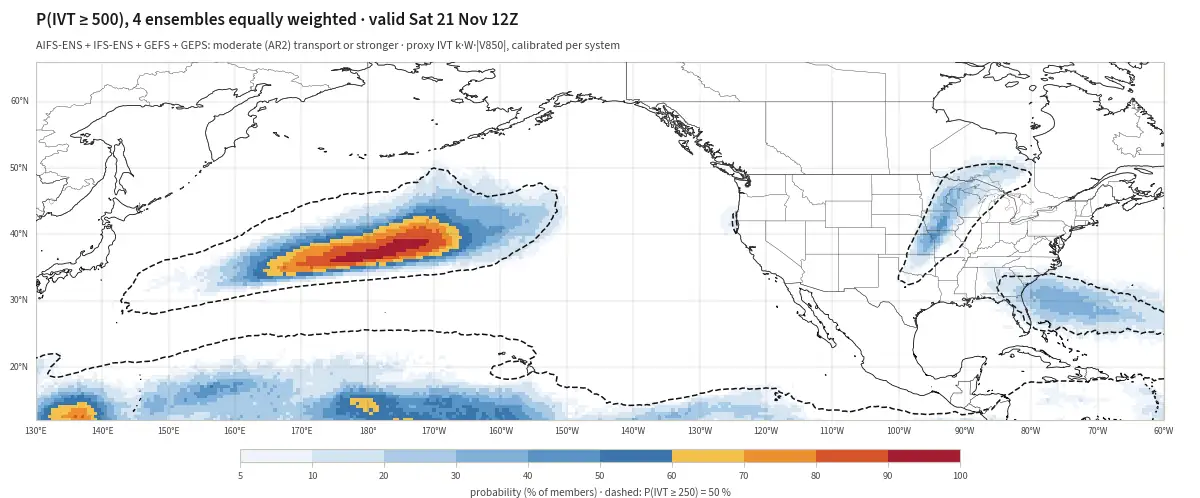 P(IVT ≥ 500), 4 ensembles equally weighted · valid Sat 21 Nov 12Z
AIFS-ENS + IFS-ENS + GEFS + GEPS: moderate (AR2) transport or stronger · proxy IVT k·W·|V850|, calibrated per system
60°N
50°N
40°N
30°N
20°N
130°E 140°E 150°E 160°E 170°E 180° 170°W 160°W 150°W 140°W 130°W 120°W 110°W 100°W 90°W 80°W 70°W 60°W
5 10 20 30 40 50 60 70 80 90 100
probability (% of members) · dashed: P(IVT ≥ 250) = 50 %